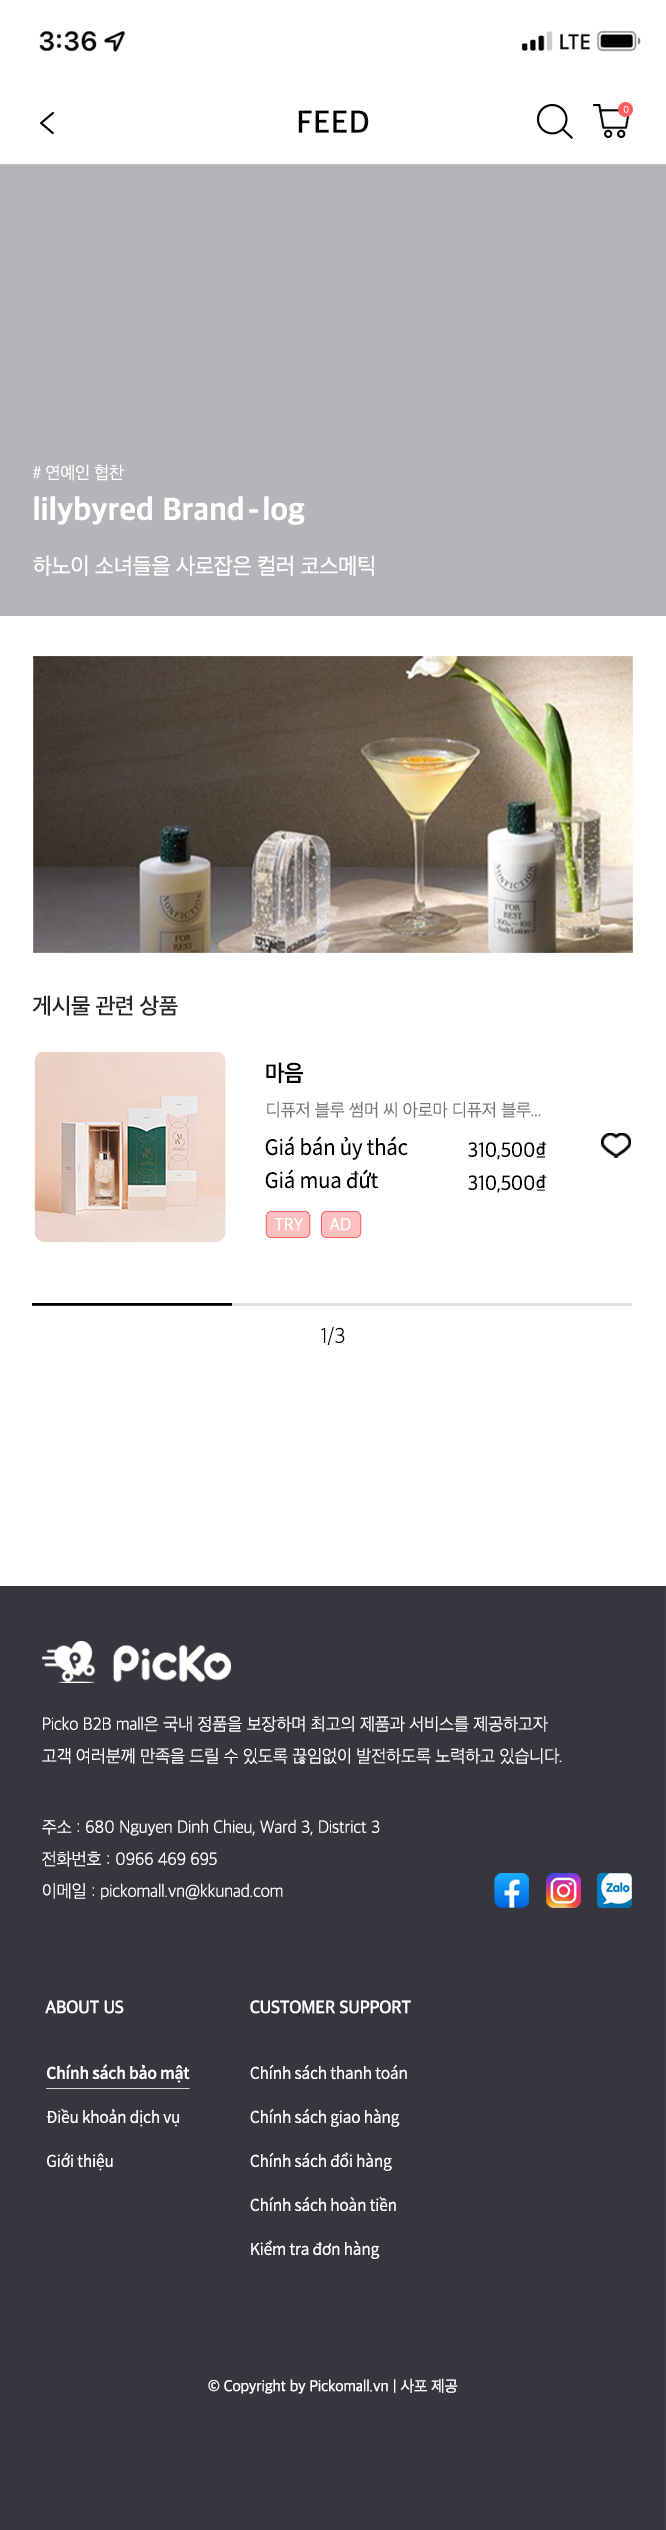 3:36
LTE
FEED
0
# 연예인 협찬
lilybyred Brand-log
하노이 소녀들을 사로잡은 컬러 코스메틱
NONFICTION
FOR
REST
NONFICTION
FOR
REST
Body Lotion
게시물 관련 상품
마음
디퓨저 블루 썸머 씨 아로마 디퓨저 블루...
Giá bán ủy thác 310,500₫
Giá mua đứt 310,500₫
TRY AD
1/3
PicKo
Picko B2B mall은 국내 정품을 보장하며 최고의 제품과 서비스를 제공하고자
고객 여러분께 만족을 드릴 수 있도록 끊임없이 발전하도록 노력하고 있습니다.
주소 : 680 Nguyen Dinh Chieu, Ward 3, District 3
전화번호 : 0966 469 695
이메일 : pickomall.vn@kkunad.com
Zalo
ABOUT US
Chính sách bảo mật
Điều khoản dịch vụ
Giới thiệu
CUSTOMER SUPPORT
Chính sách thanh toán
Chính sách giao hàng
Chính sách đổi hàng
Chính sách hoàn tiền
Kiểm tra đơn hàng
© Copyright by Pickomall.vn | 사포 제공